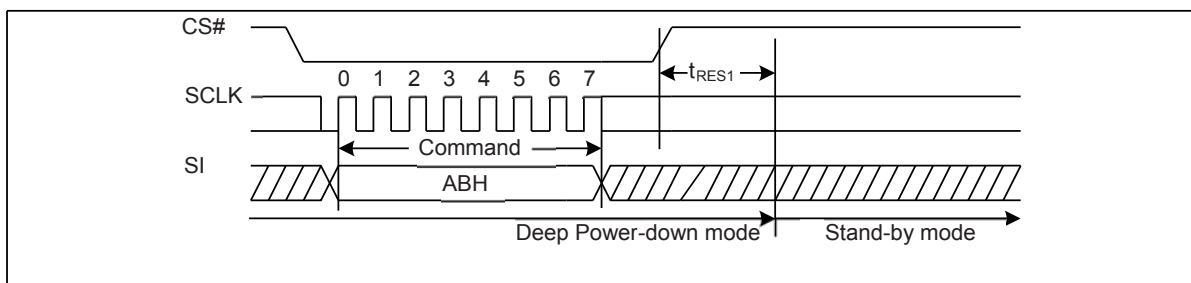 CS#
tRES1
0 1 2 3 4 5 6 7
SCLK
Command
SI
ABH
Deep Power-down mode Stand-by mode